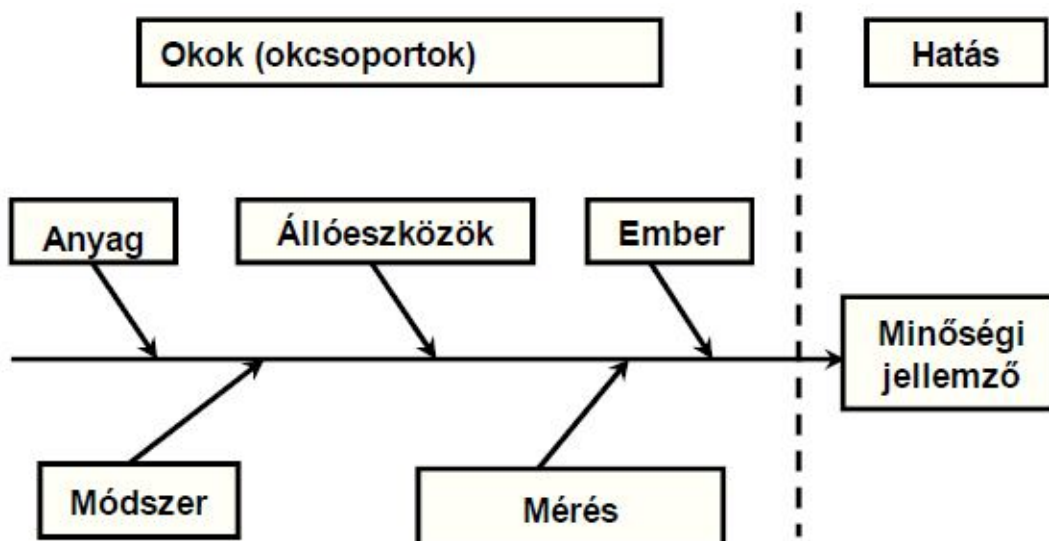 Okok (okcsoportok)
Hatás
Anyag
Állóeszközök
Ember
Minőségi
jellemző
Módszer
Mérés